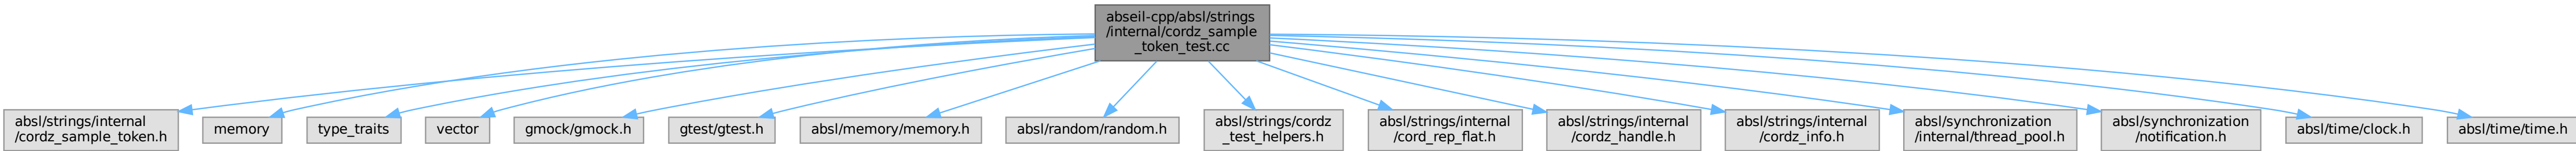 abseil-cpp/absl/strings
/internal/cordz_sample
_token_test.cc
absl/strings/internal
/cordz_sample_token.h
memory
type_traits
vector
gmock/gmock.h
gtest/gtest.h
absl/memory/memory.h
absl/random/random.h
absl/strings/cordz
_test_helpers.h
absl/strings/internal
/cord_rep_flat.h
absl/strings/internal
/cordz_handle.h
absl/strings/internal
/cordz_info.h
absl/synchronization
/internal/thread_pool.h
absl/synchronization
/notification.h
absl/time/clock.h
absl/time/time.h